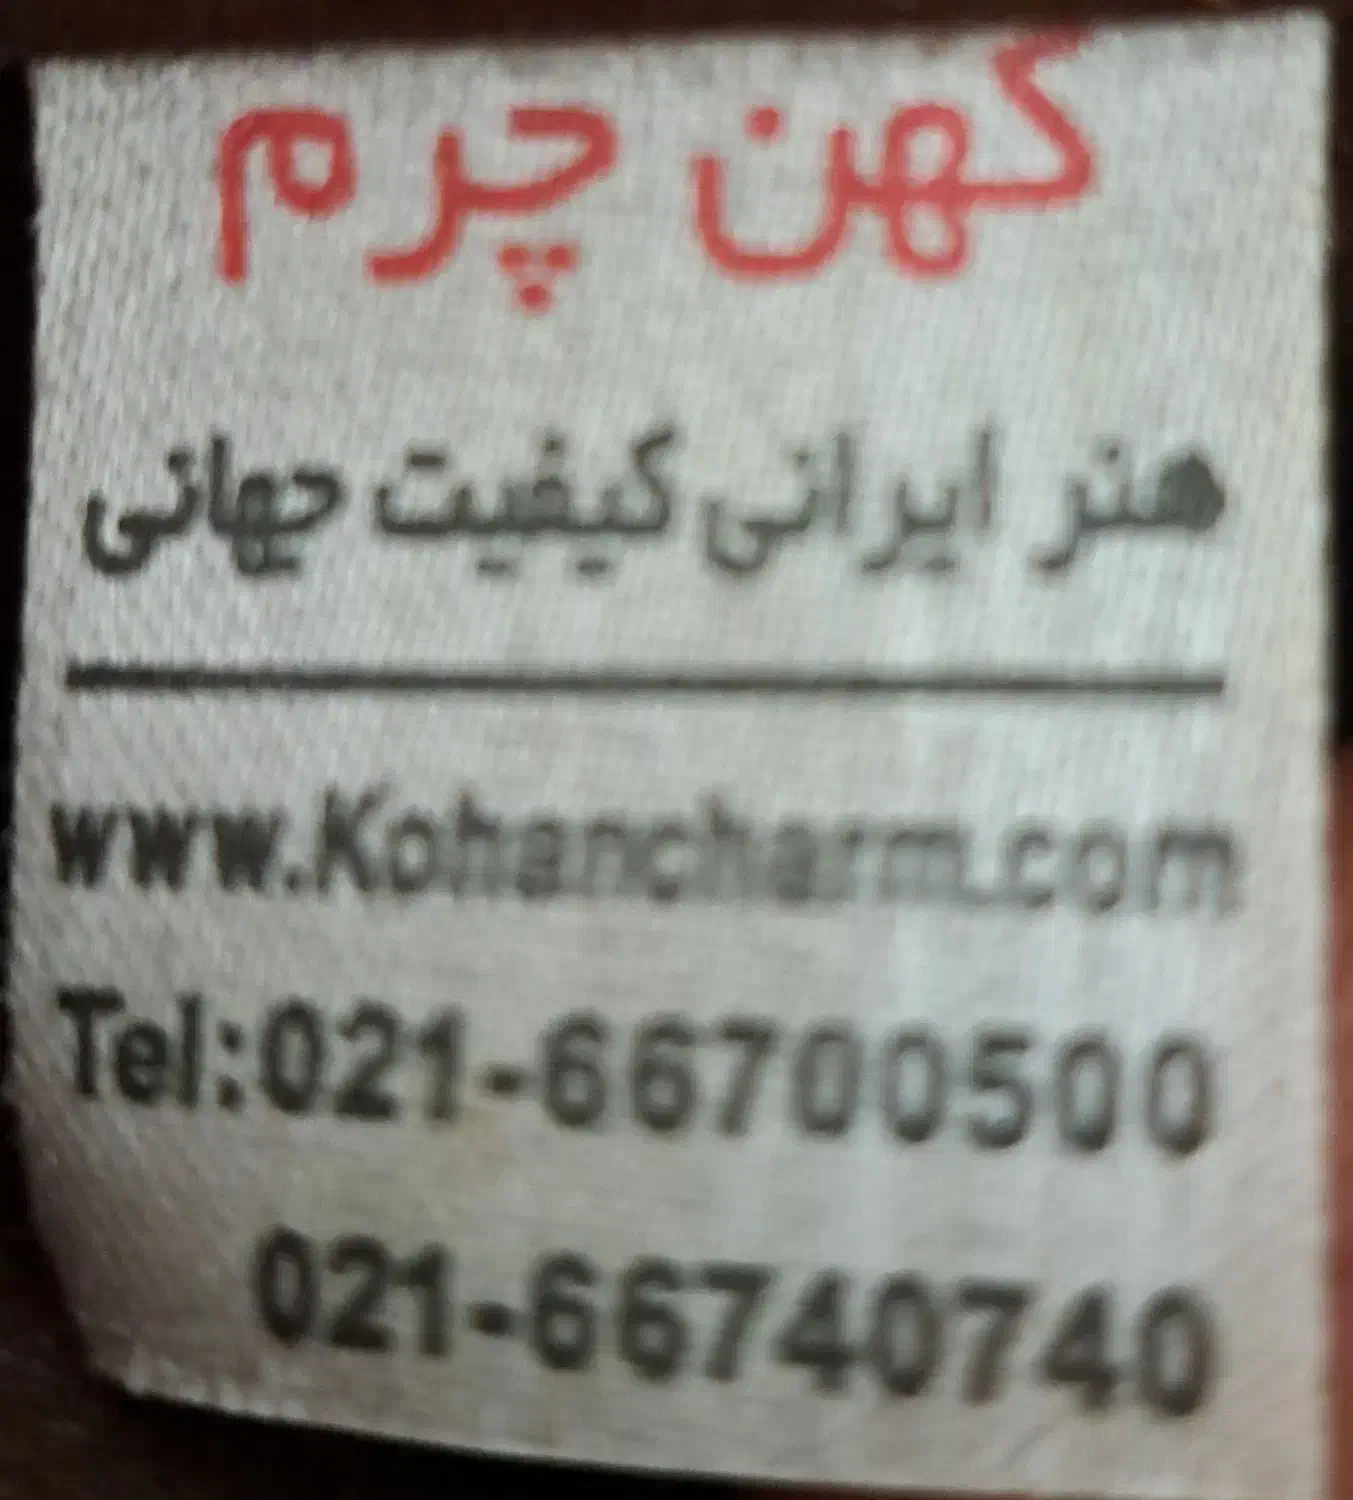 کهن چرم
هنر ایرانی کیفیت جهانی
www.Kohancharm.com
Tel:021-66700500
021-66740740